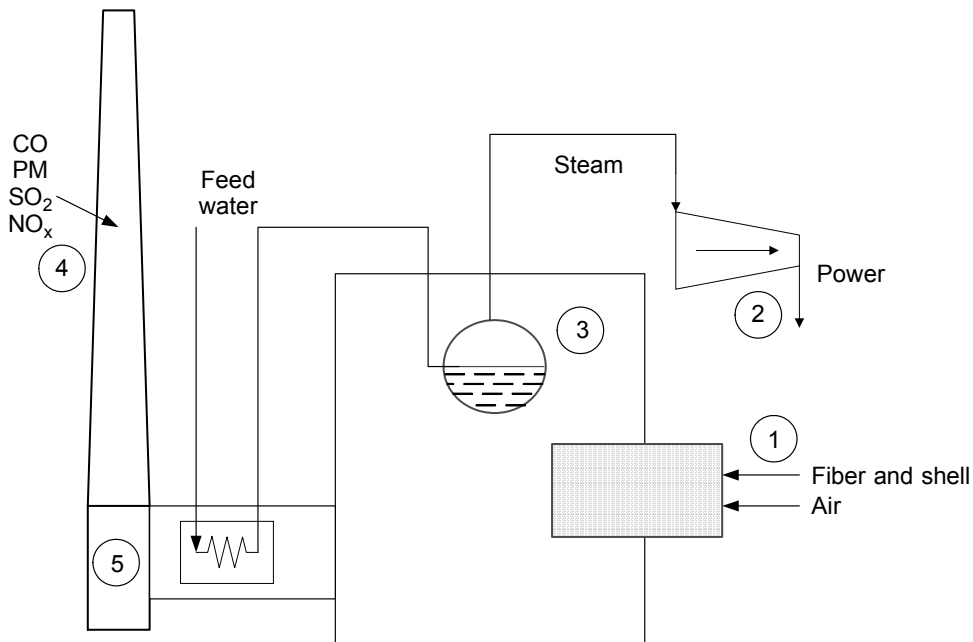 CO
PM
SO₂
NOₓ
4
Feed
water
Steam
Power
2
3
1
Fiber and shell
Air
5